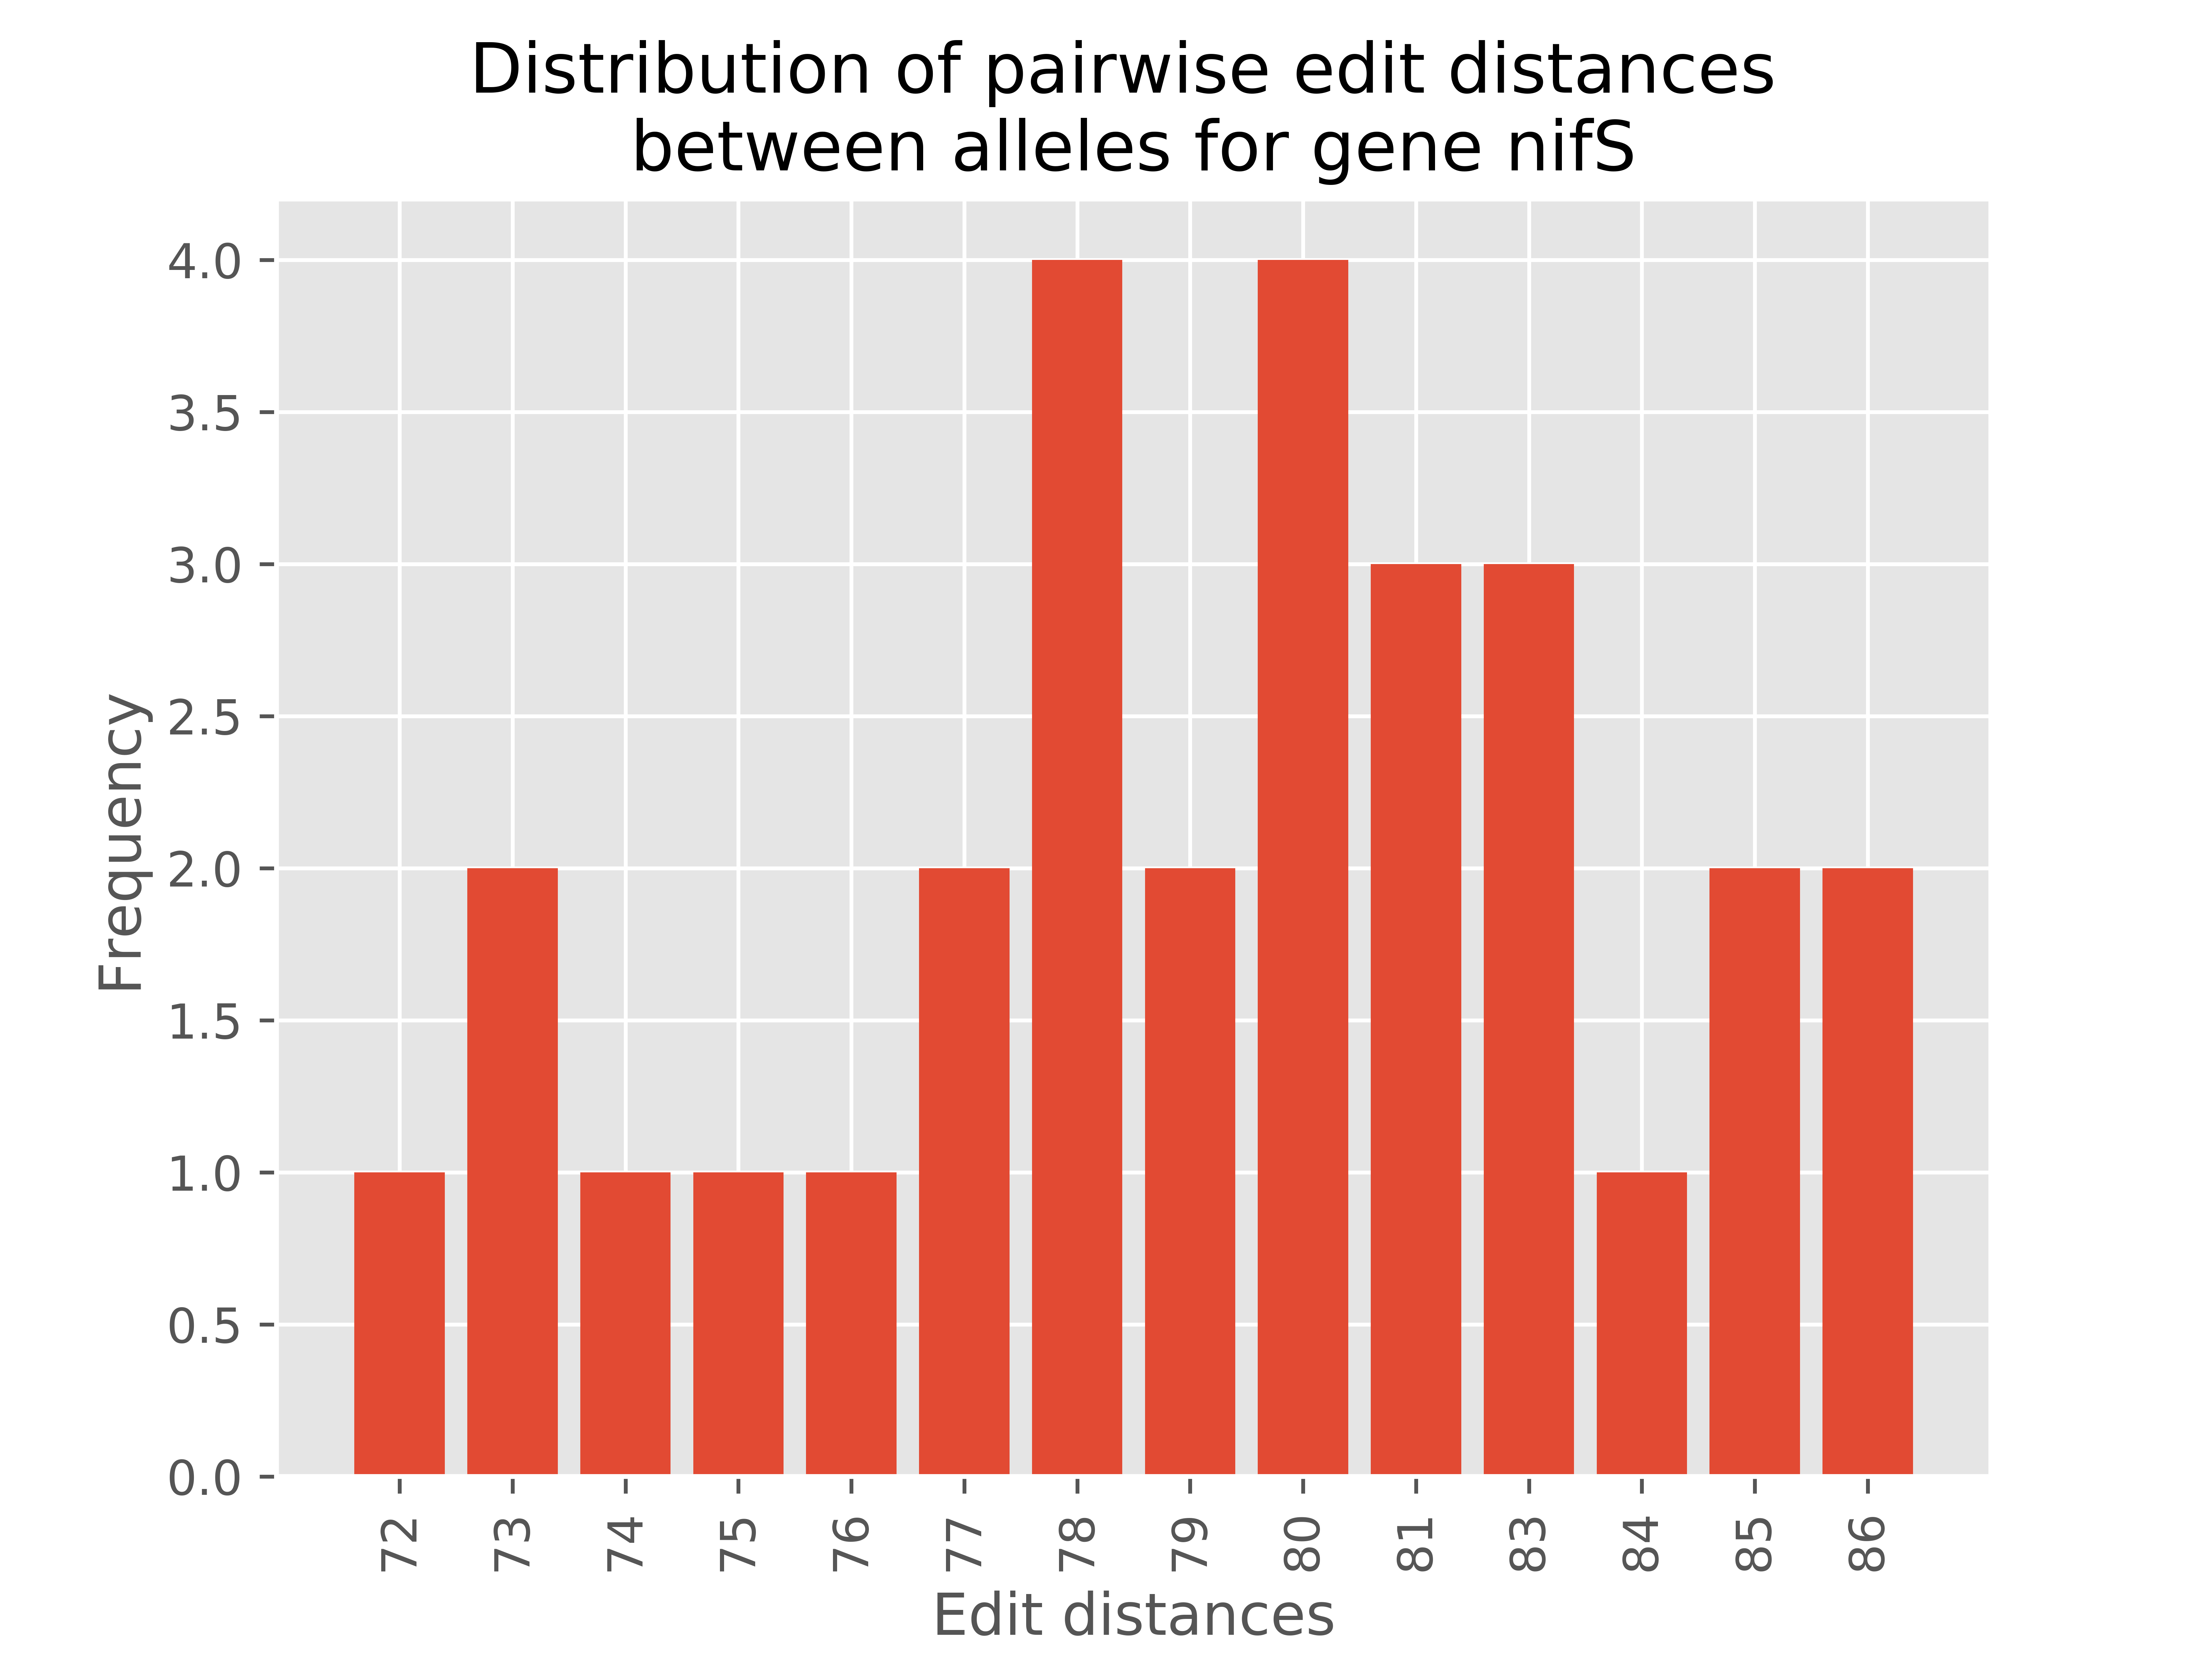 Distribution of pairwise edit distances
between alleles for gene nifS
4.0
3.5
3.0
2.5
2.0
1.5
1.0
0.5
0.0
Frequency
72 73 74 75 76 77 78 79 80 81 83 84 85 86
Edit distances